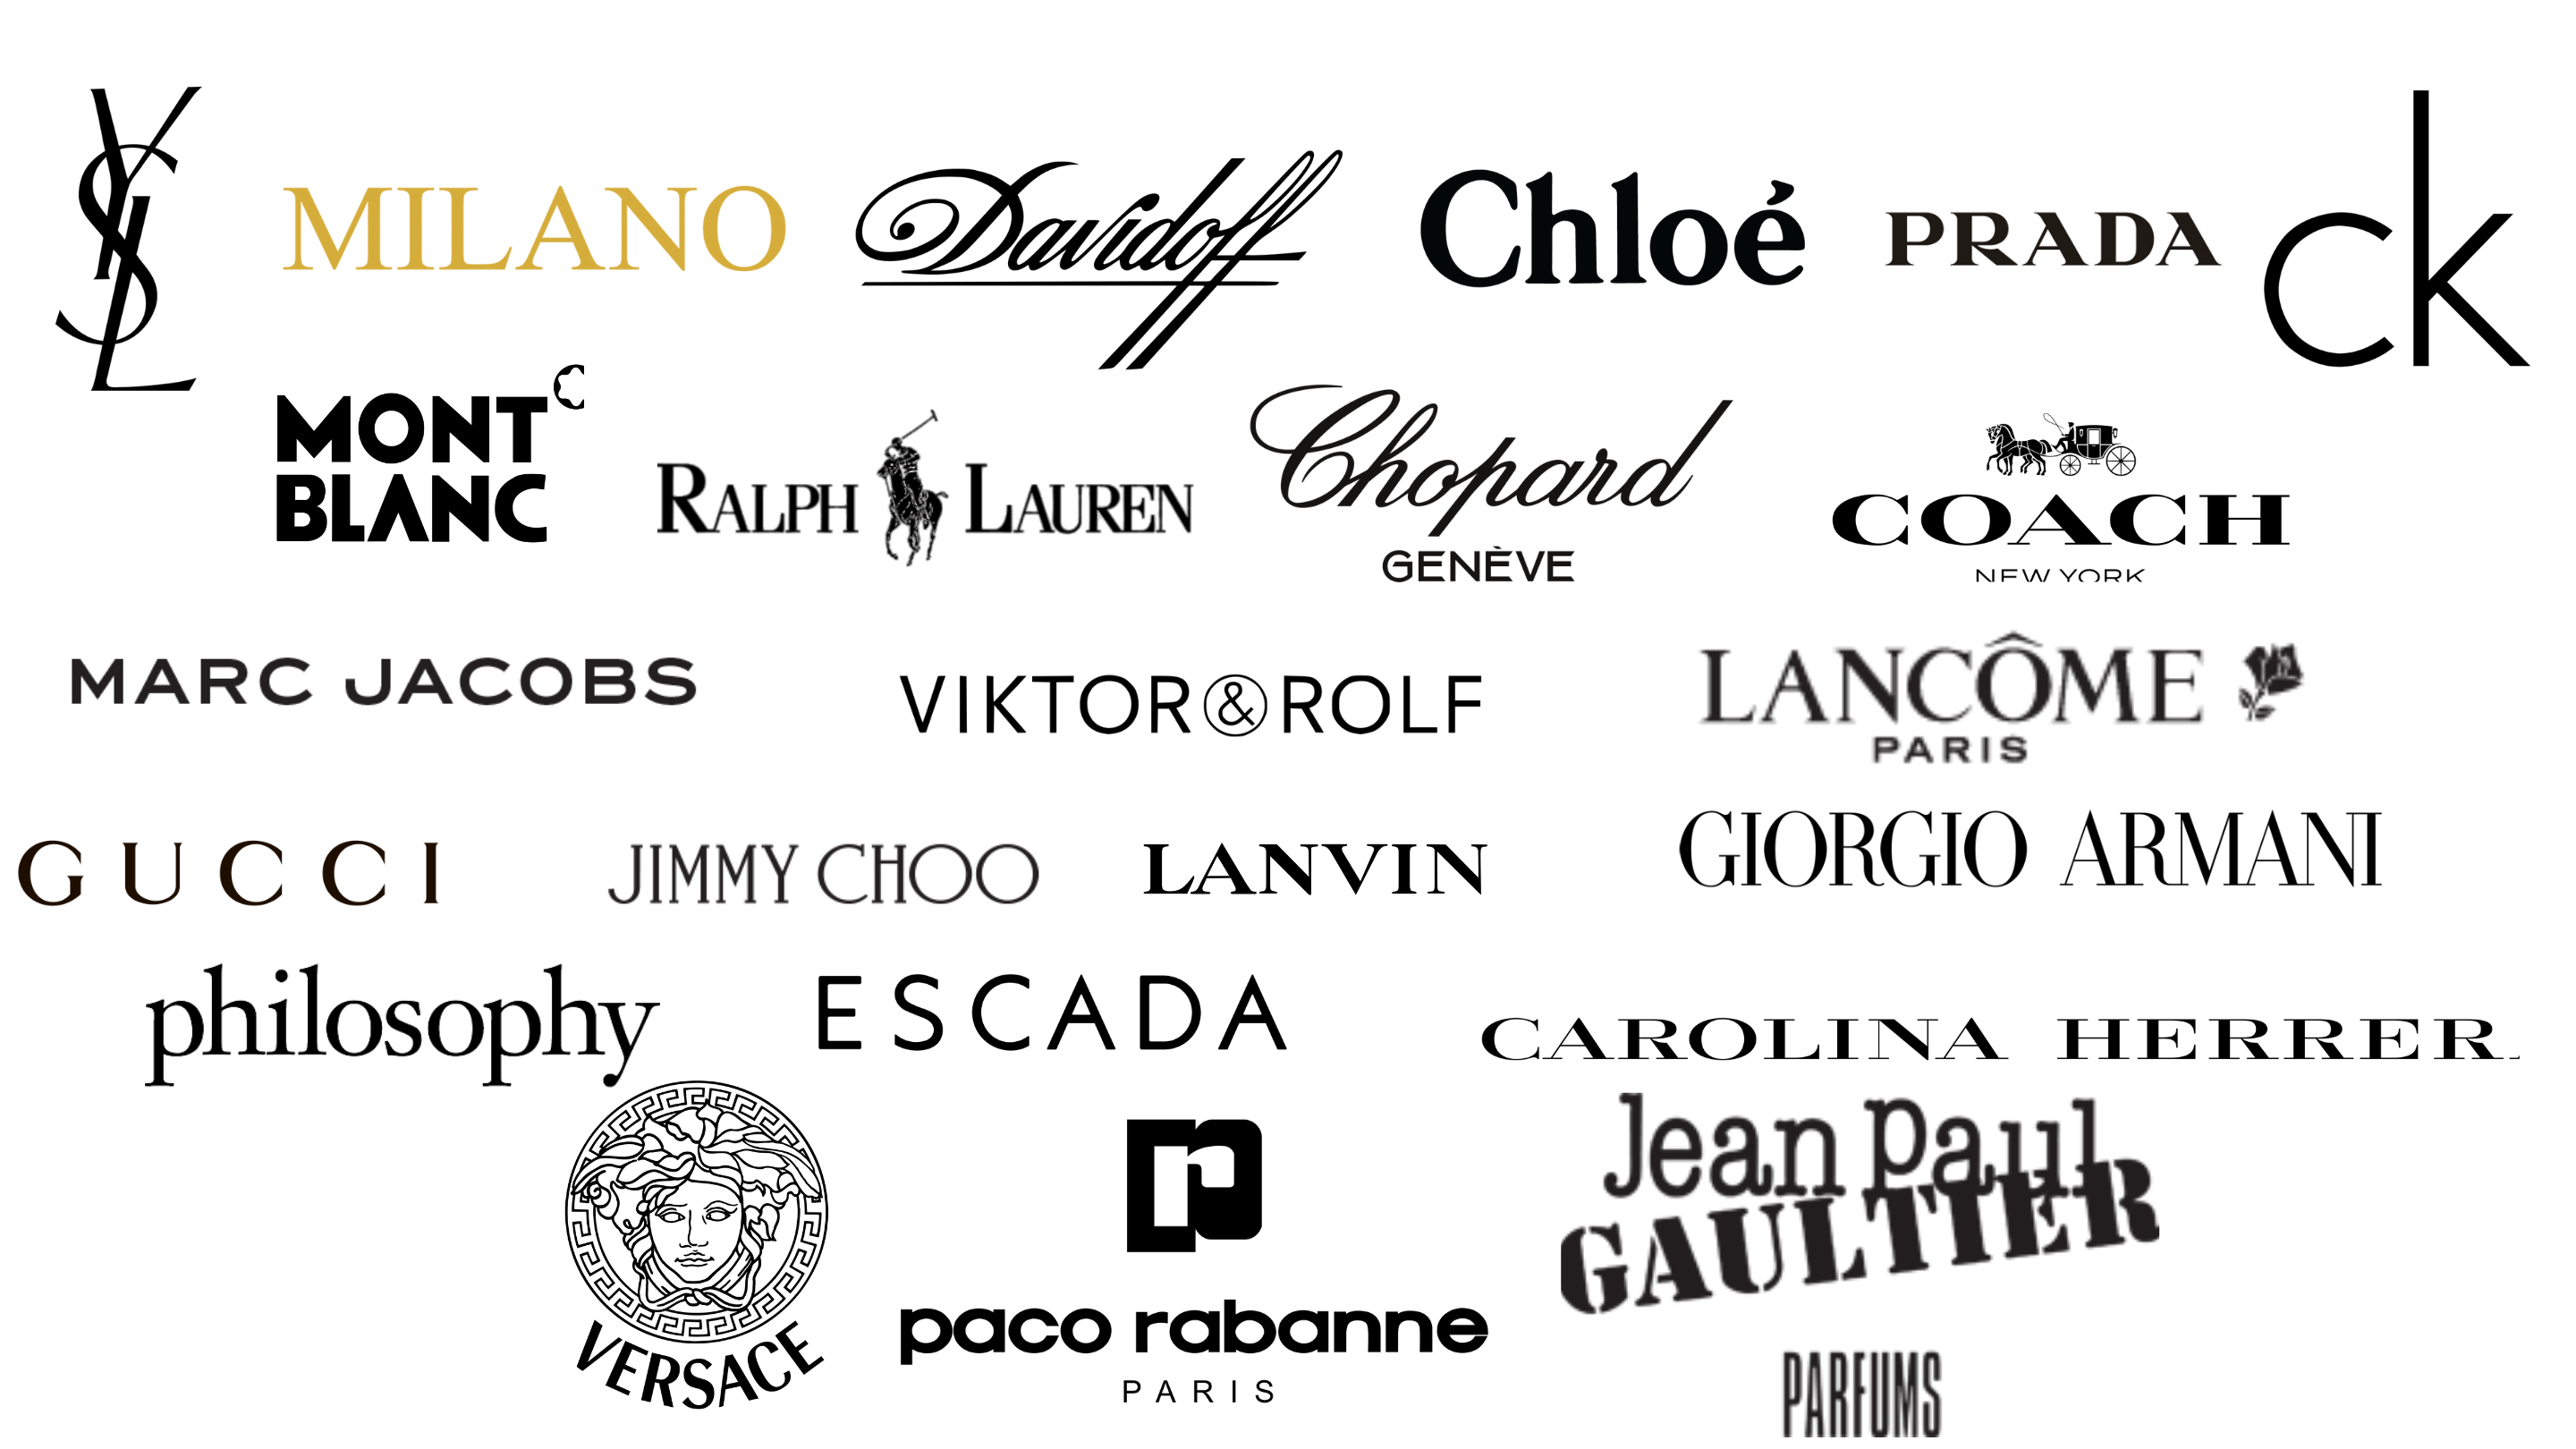 YSL
MILANO
Davidoff
Chloé
PRADA
ck
MONT
BLANC
RALPH LAUREN
Chopard
GENÈVE
COACH
NEW YORK
MARC JACOBS
VIKTOR&ROLF
LANCÔME
PARIS
GUCCI
JIMMY CHOO
LANVIN
GIORGIO ARMANI
philosophy
ESCADA
CAROLINA HERRER
VERSACE
r
paco rabanne
PARIS
Jean Paul
GAULTIER
PARFUMS